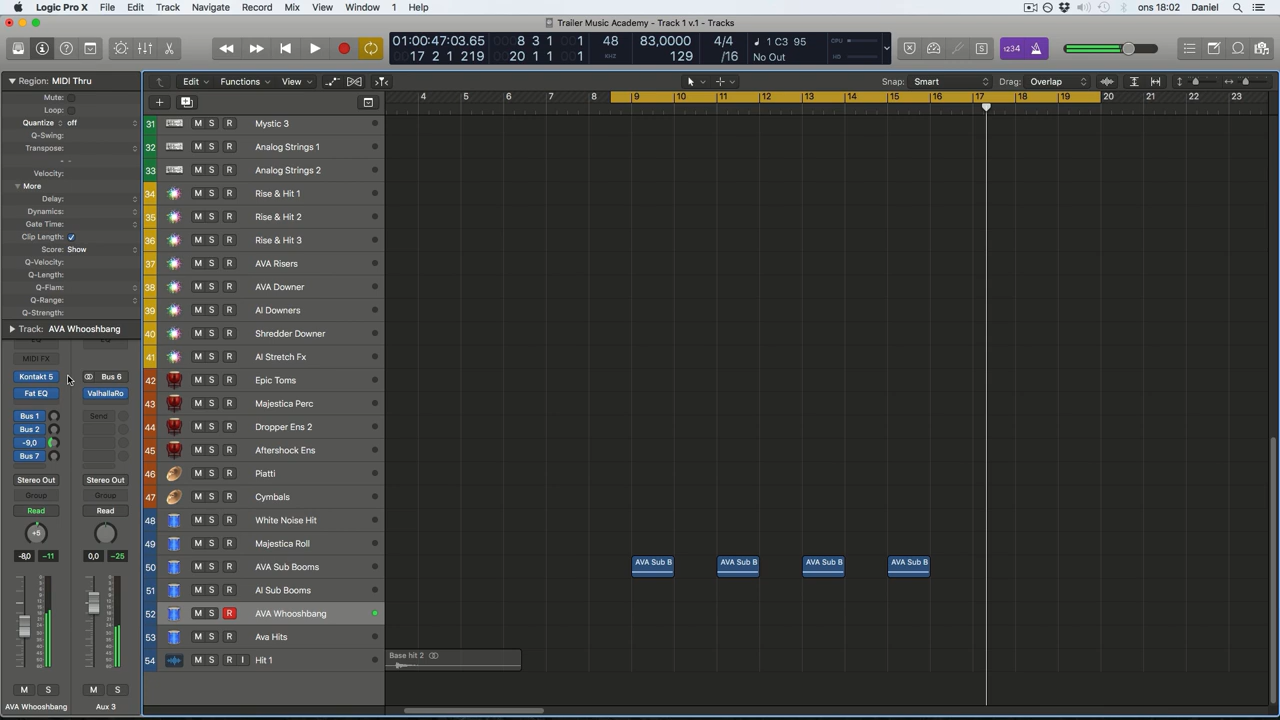 Logic Pro X File Edit Track Navigate Record Mix View Window 1 Help ons 18:02 Daniel
Trailer Music Academy - Track 1 v.1 - Tracks
01:00:47:03.65 8 3 1 1 48 83,0000 4/4 1 C3 95 CPU
17 2 1 219 20 1 1 1 KHZ 129 /16 No Out HD
1234
Region: MIDI Thru Edit Functions View Snap: Smart Drag: Overlap
4 5 6 7 8 9 10 11 12 13 14 15 16 17 18 19 20 21 22 23
Mute:
Loop:
Quantize off
Q-Swing:
Transpose:
Velocity:
More
Delay:
Dynamics:
Gate Time:
Clip Length:
Score: Show
Q-Velocity:
Q-Length:
Q-Flam:
Q-Range:
Q-Strength:
Track: AVA Whooshbang
MIDI FX
Kontakt 5 Bus 6
Fat EQ ValhallaRo
Bus 1 Send
Bus 2
-9,0
Bus 7
Stereo Out Stereo Out
Group Group
Read Read
+5
-8,0 -11 0,0 -25
M S M S
AVA Whooshbang Aux 3
31 M S R Mystic 3
32 M S R Analog Strings 1
33 M S R Analog Strings 2
34 M S R Rise & Hit 1
35 M S R Rise & Hit 2
36 M S R Rise & Hit 3
37 M S R AVA Risers
38 M S R AVA Downer
39 M S R AI Downers
40 M S R Shredder Downer
41 M S R AI Stretch Fx
42 M S R Epic Toms
43 M S R Majestica Perc
44 M S R Dropper Ens 2
45 M S R Aftershock Ens
46 M S R Piatti
47 M S R Cymbals
48 M S R White Noise Hit
49 M S R Majestica Roll
50 M S R AVA Sub Booms AVA Sub B AVA Sub B AVA Sub B AVA Sub B
51 M S R AI Sub Booms
52 M S R AVA Whooshbang
53 M S R Ava Hits
54 M S R I Hit 1 Base hit 2